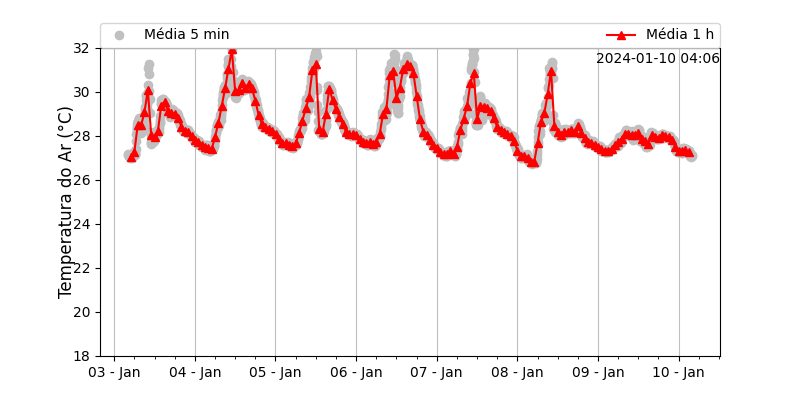 Média 5 min
Média 1 h
2024-01-10 04:06
Temperatura do Ar (°C)
32
30
28
26
24
22
20
18
03 - Jan
04 - Jan
05 - Jan
06 - Jan
07 - Jan
08 - Jan
09 - Jan
10 - Jan